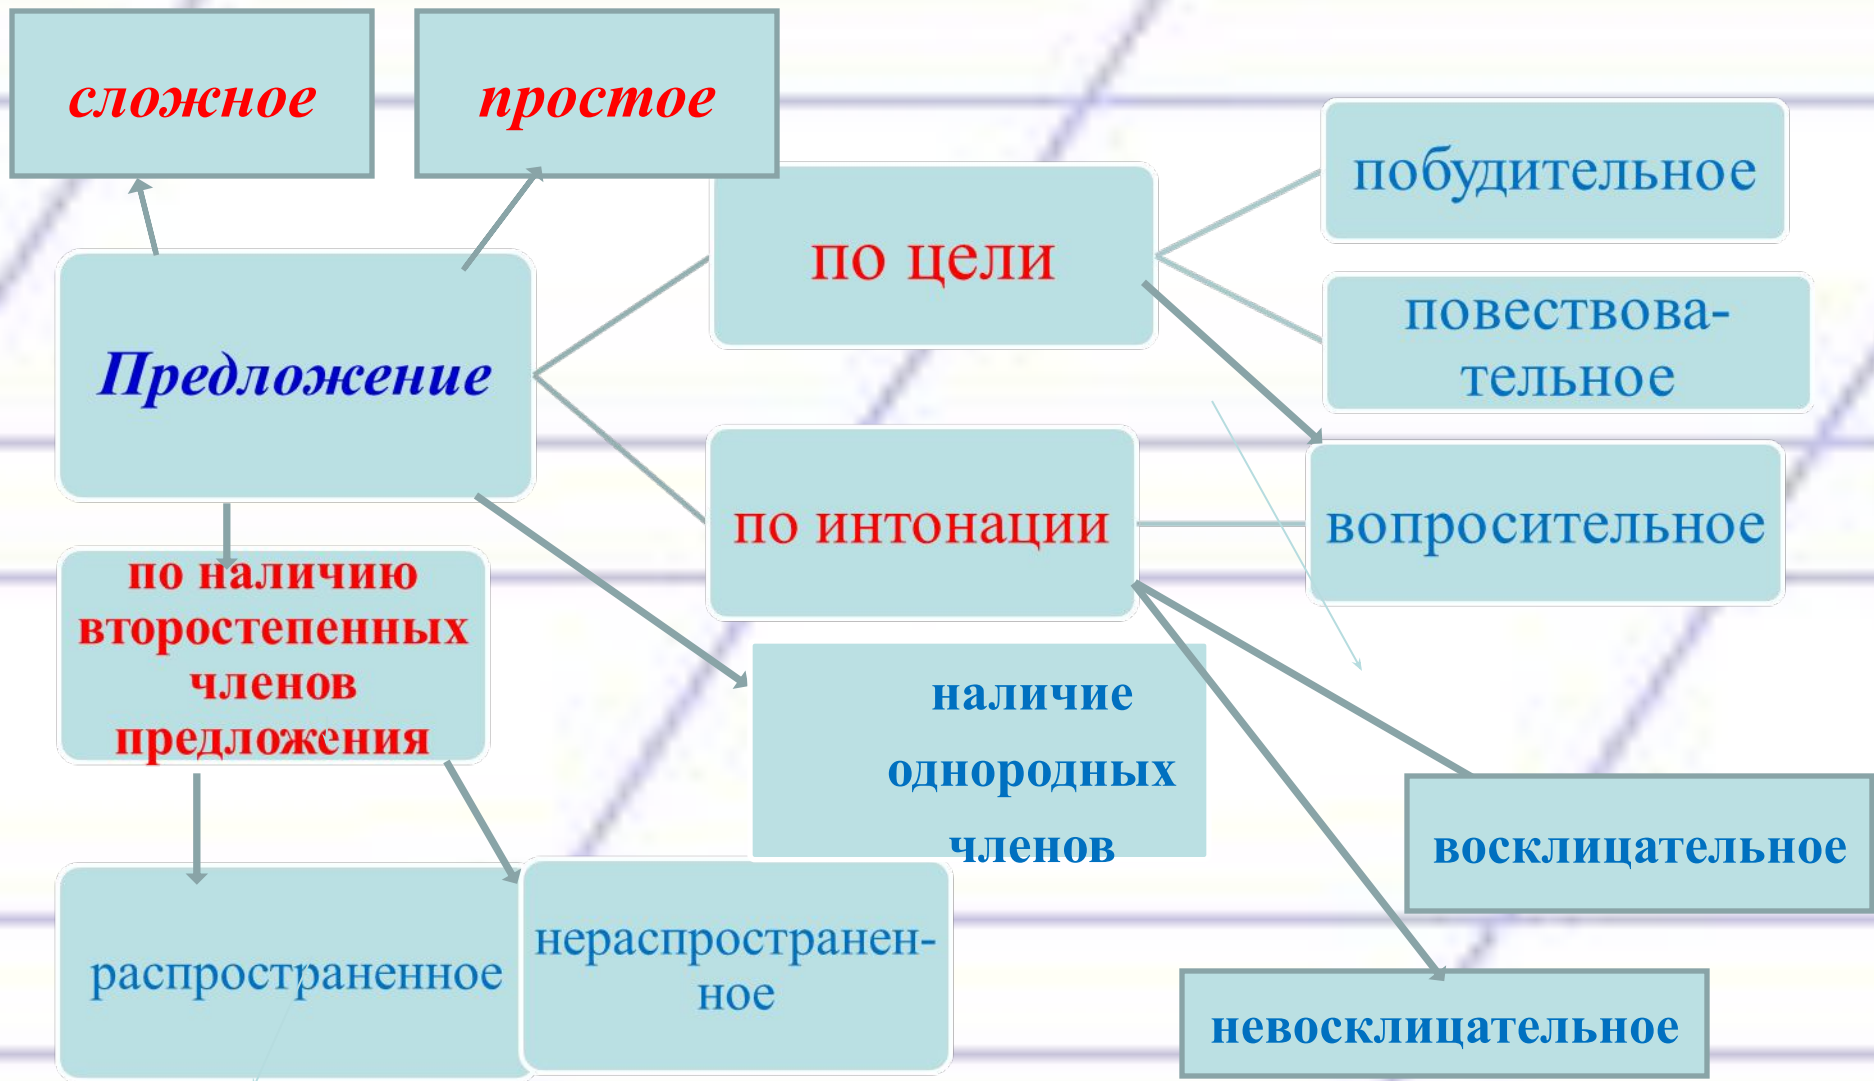 сложное
простое
побудительное
по цели
повествова-
тельное
Предложение
по интонации
вопросительное
по наличию
второстепенных
членов
предложения
наличие
однородных
членов
восклицательное
распространенное
нераспространен-
ное
невосклицательное